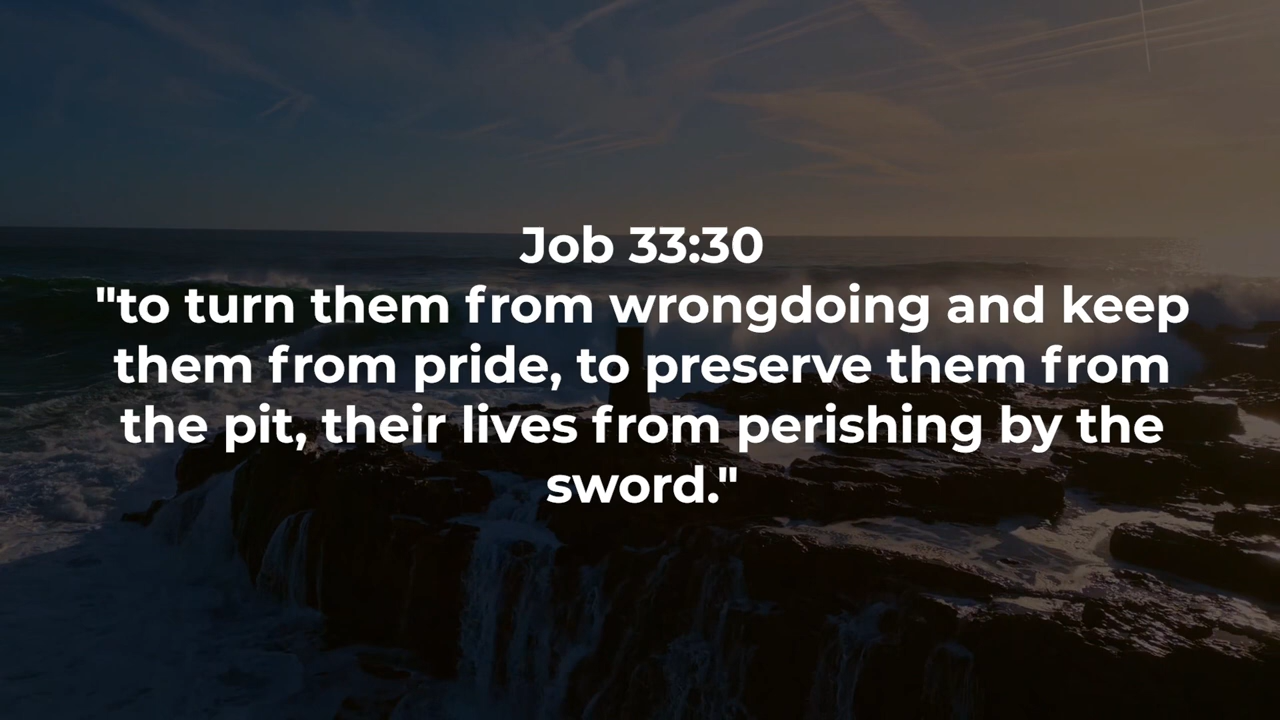 Job 33:30
"to turn them from wrongdoing and keep
them from pride, to preserve them from
the pit, their lives from perishing by the
sword."